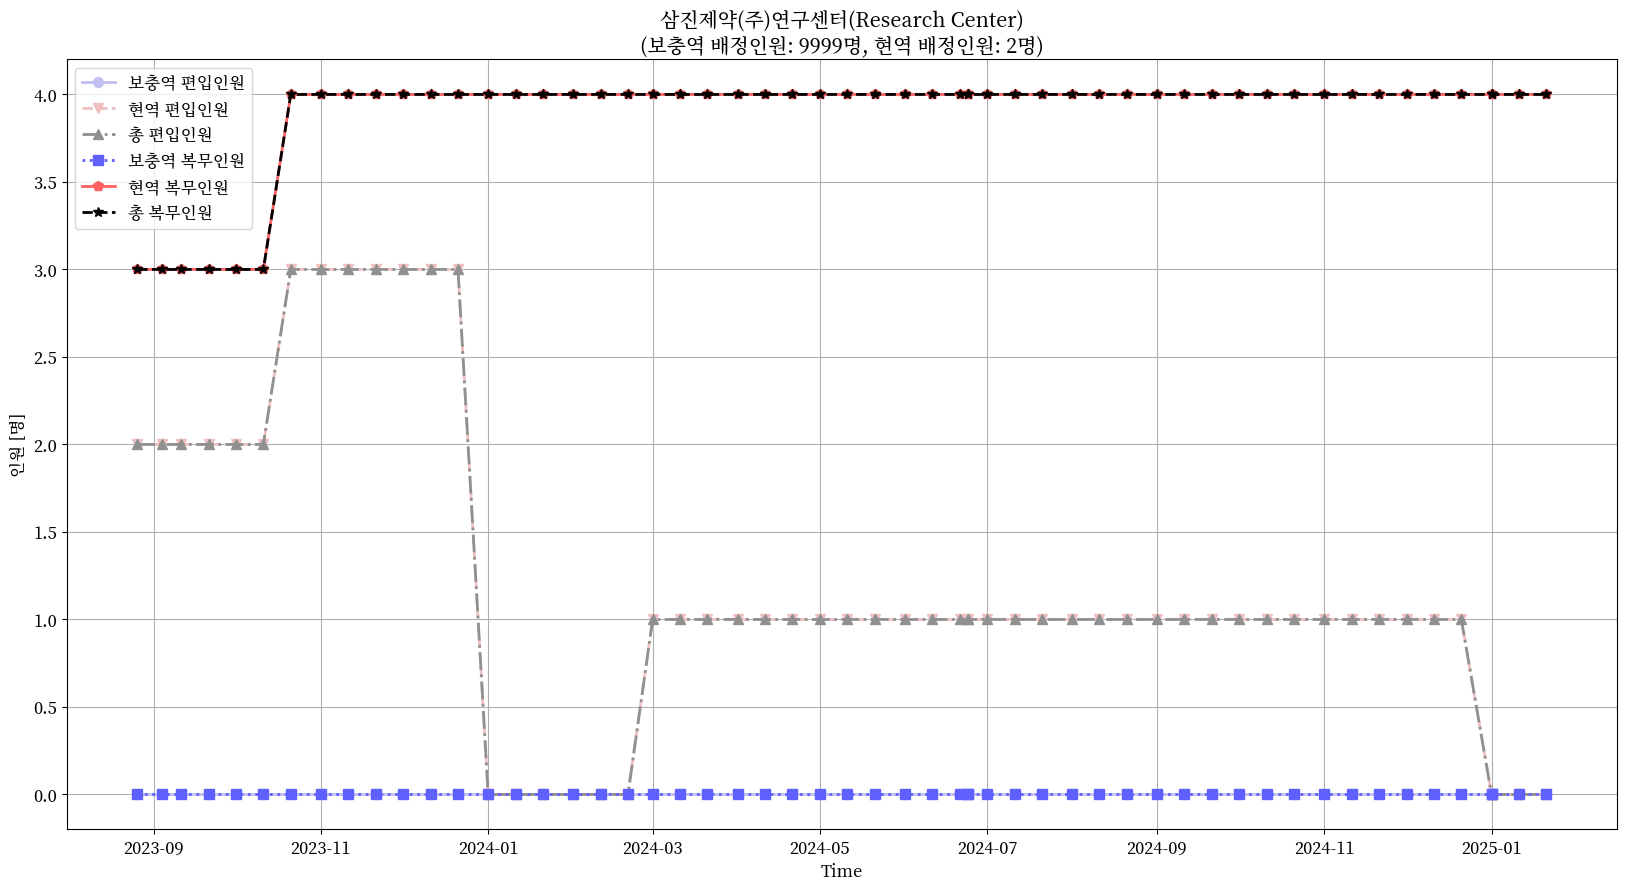 삼진제약(주)연구센터(Research Center)
(보충역 배정인원: 9999명, 현역 배정인원: 2명)
보충역 편입인원
현역 편입인원
총 편입인원
보충역 복무인원
현역 복무인원
총 복무인원
인원 [명]
4.0
3.5
3.0
2.5
2.0
1.5
1.0
0.5
0.0
2023-09 2023-11 2024-01 2024-03 2024-05 2024-07 2024-09 2024-11 2025-01
Time